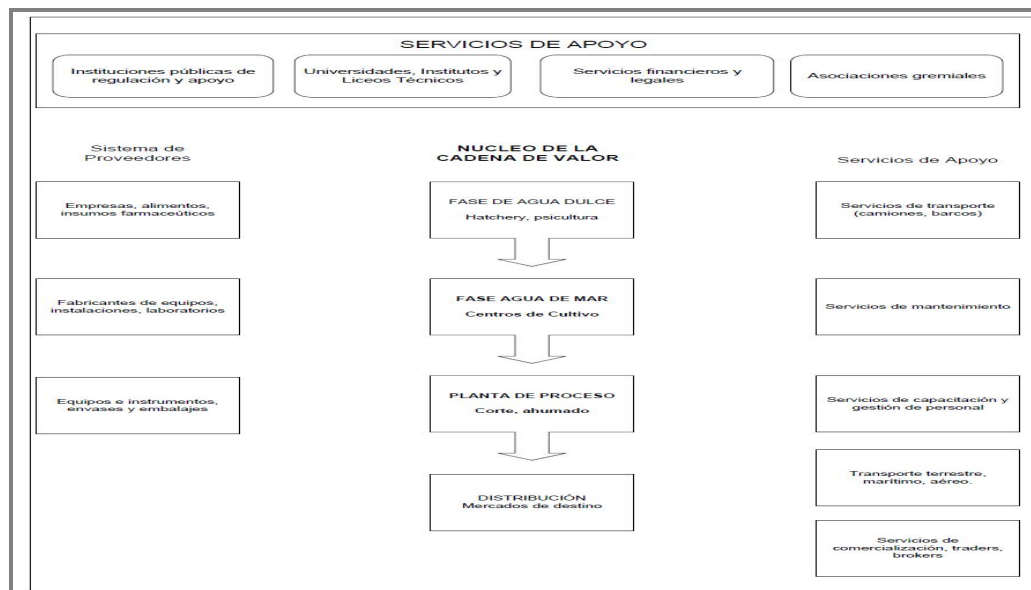 SERVICIOS DE APOYO
Instituciones públicas de
regulación y apoyo
Universidades, Institutos y
Liceos Técnicos
Servicios financieros y
legales
Asociaciones gremiales
Sistema de
Proveedores
Empresas, alimentos,
insumos farmaceúticos
Fabricantes de equipos,
instalaciones, laboratorios
Equipos e instrumentos,
envases y embalajes
NUCLEO DE LA
CADENA DE VALOR
FASE DE AGUA DULCE
Hatchery, psicultura
FASE AGUA DE MAR
Centros de Cultivo
PLANTA DE PROCESO
Corte, ahumado
DISTRIBUCIÓN
Mercados de destino
Servicios de Apoyo
Servicios de transporte
(camiones, barcos)
Servicios de mantenimiento
Servicios de capacitación y
gestión de personal
Transporte terrestre,
marítimo, aéreo.
Servicios de
comercialización, traders,
brokers